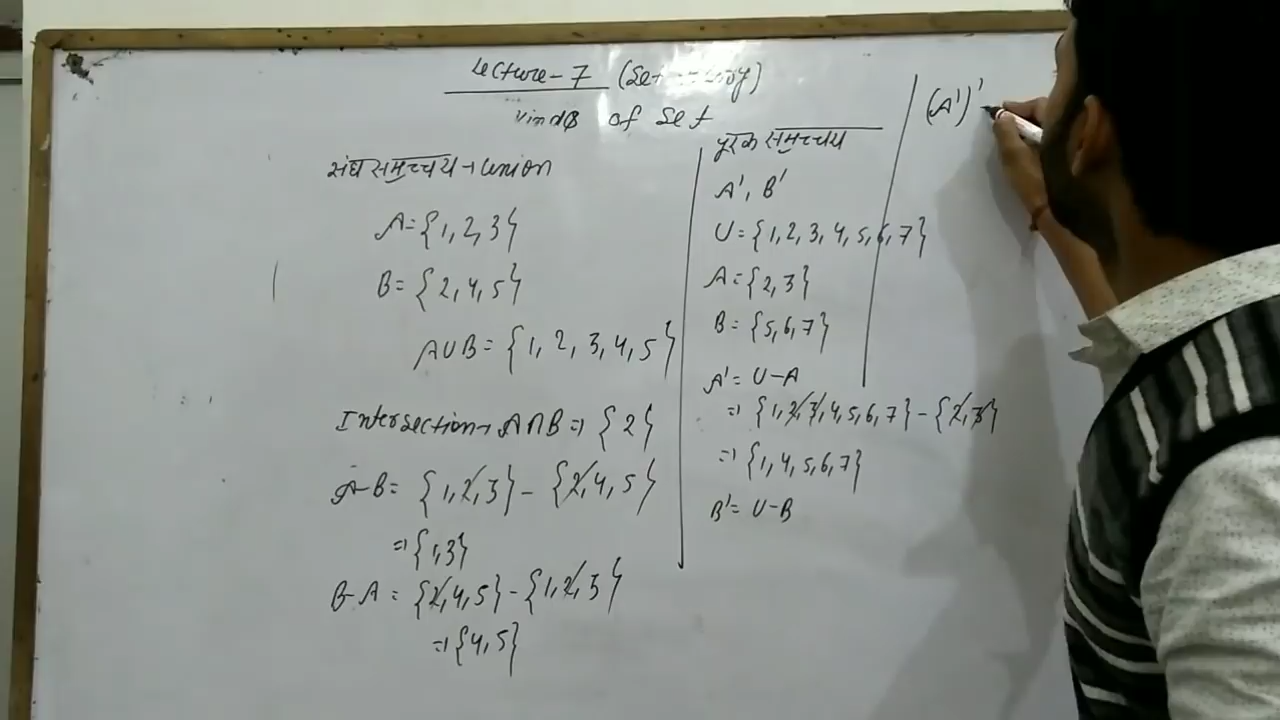 Lecture-7 (Set
Kinds of Set
संघ समुच्चय → Union
A={1,2,3}
B={2,4,5}
A∪B={1,2,3,4,5}
Intersection → A∩B ⇒ {2}
A-B= {1,2,3} - {2,4,5}
⇒{1,3}
B-A = {2,4,5} - {1,2,3}
⇒{4,5}
पूरक समुच्चय
A', B'
U={1,2,3,4,5,6,7}
A={2,3}
B={5,6,7}
A'= U-A
⇒ {1,2,3,4,5,6,7} - {2,3}
⇒ {1,4,5,6,7}
B'= U-B
(A')'